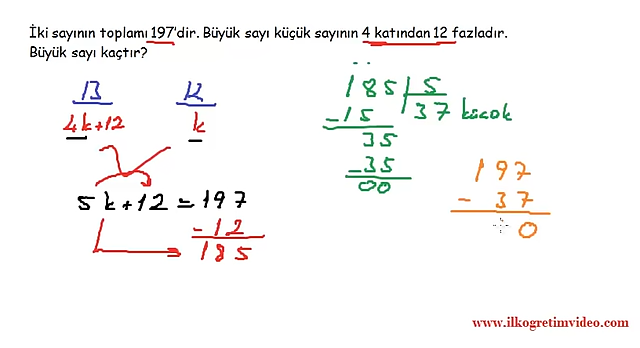 İki sayının toplamı 197'dir. Büyük sayı küçük sayının 4 katından 12 fazladır.
Büyük sayı kaçtır?
B K
4k+12 k
5k+12=197
-12
185
185 5
-15 37 küçük
35
-35
00
197
- 37
0
www.ilkogretimvideo.com